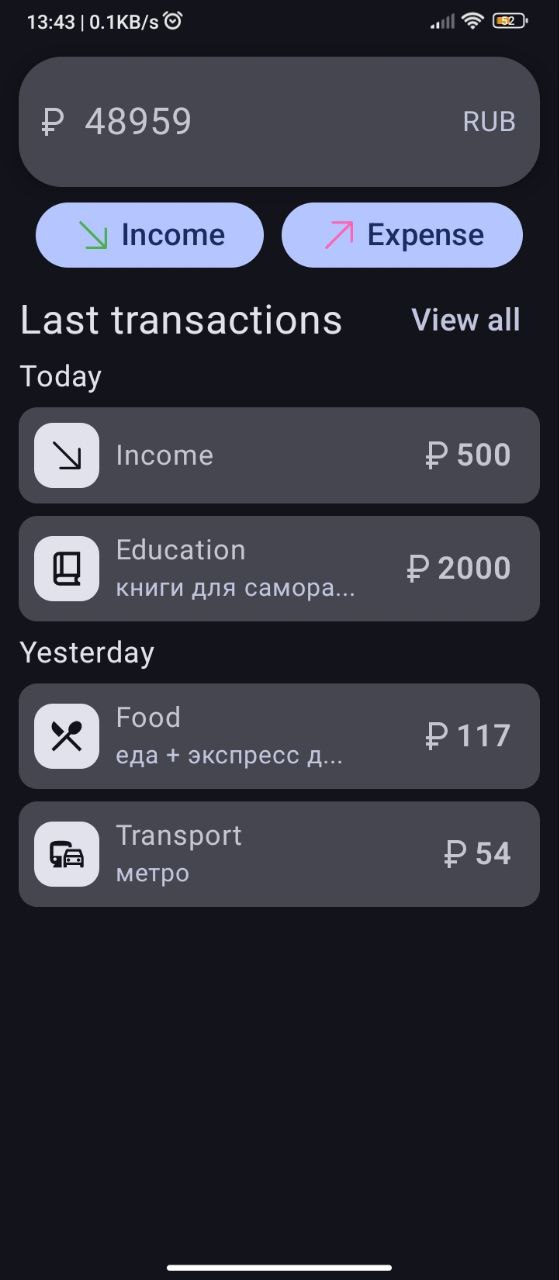 13:43 | 0.1KB/s 52
₽ 48959 RUB
Income Expense
Last transactions View all
Today
Income ₽ 500
Education ₽ 2000
книги для самора...
Yesterday
Food ₽ 117
еда + экспресс д...
Transport ₽ 54
метро